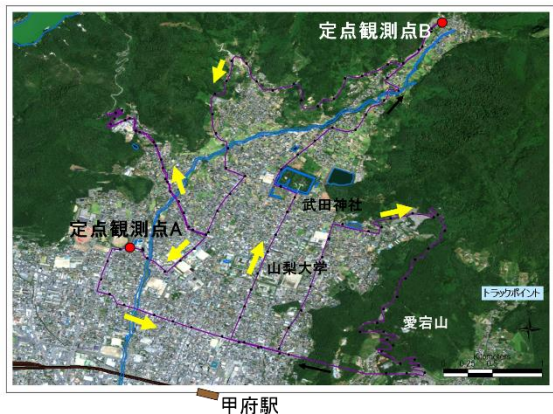 定点観測点B
武田神社
定点観測点A
山梨大学
トラックポイント
愛宕山
甲府駅